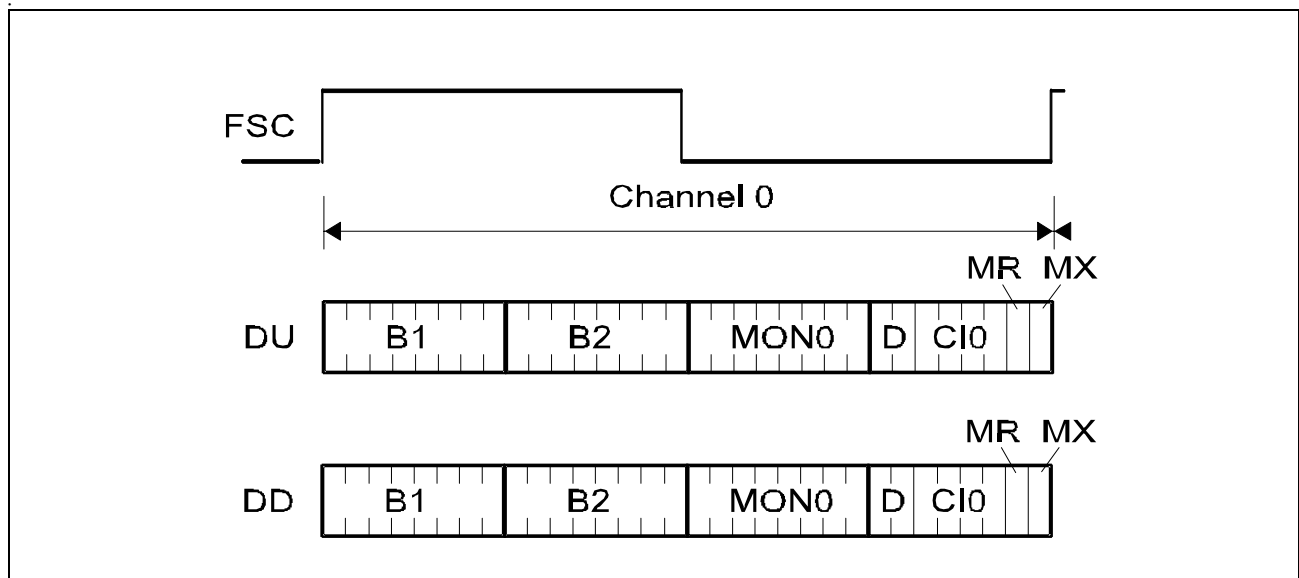 FSC
Channel 0
MR MX
DU B1 B2 MON0 D CI0
MR MX
DD B1 B2 MON0 D CI0